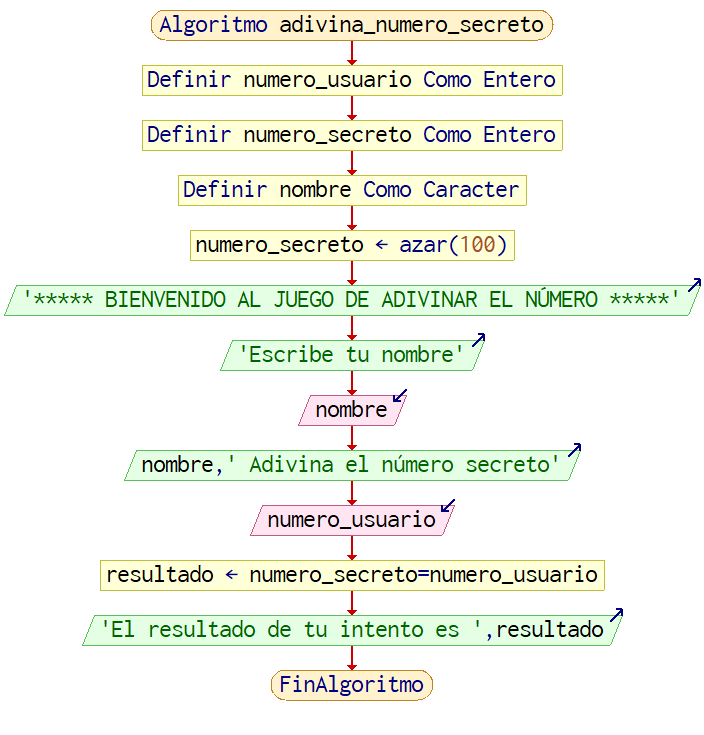 Algoritmo adivina_numero_secreto
Definir numero_usuario Como Entero
Definir numero_secreto Como Entero
Definir nombre Como Caracter
numero_secreto ← azar(100)
'***** BIENVENIDO AL JUEGO DE ADIVINAR EL NÚMERO *****'
'Escribe tu nombre'
nombre
nombre,' Adivina el número secreto'
numero_usuario
resultado ← numero_secreto=numero_usuario
'El resultado de tu intento es ',resultado
FinAlgoritmo